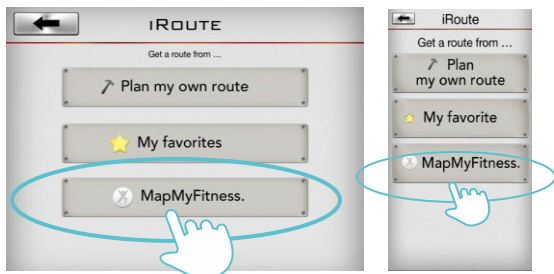 iRoute
Get a route from ...
Plan my own route
My favorites
MapMyFitness.
iRoute
Get a route from ...
Plan
my own route
My favorite
MapMyFitness.